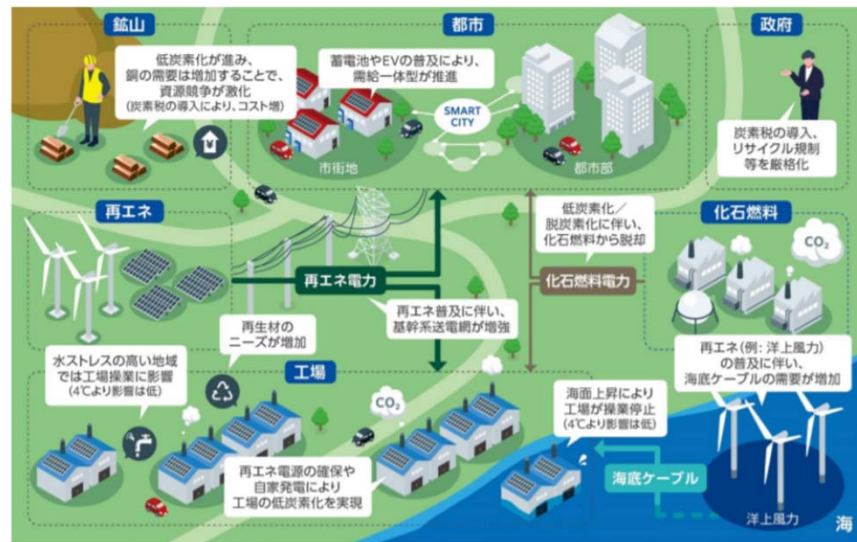 鉱山
低炭素化が進み、
銅の需要は増加することで、
資源競争が激化
(炭素税の導入により、コスト増)
都市
蓄電池やEVの普及により、
需給一体型が推進
SMART
CITY
市街地
都市部
政府
炭素税の導入、
リサイクル規制
等を厳格化
再エネ
再エネ電力
低炭素化/
脱炭素化に伴い、
化石燃料から脱却
化石燃料
CO₂
化石燃料電力
再エネ普及に伴い、
基幹系送電網が増強
再生材の
ニーズが増加
水ストレスの高い地域
では工場操業に影響
(4℃より影響は低)
工場
CO₂
再エネ電源の確保や
自家発電により
工場の低炭素化を実現
海面上昇により
工場が操業停止
(4℃より影響は低)
再エネ(例: 洋上風力)
の普及に伴い、
海底ケーブルの需要が増加
海底ケーブル
洋上風力
海